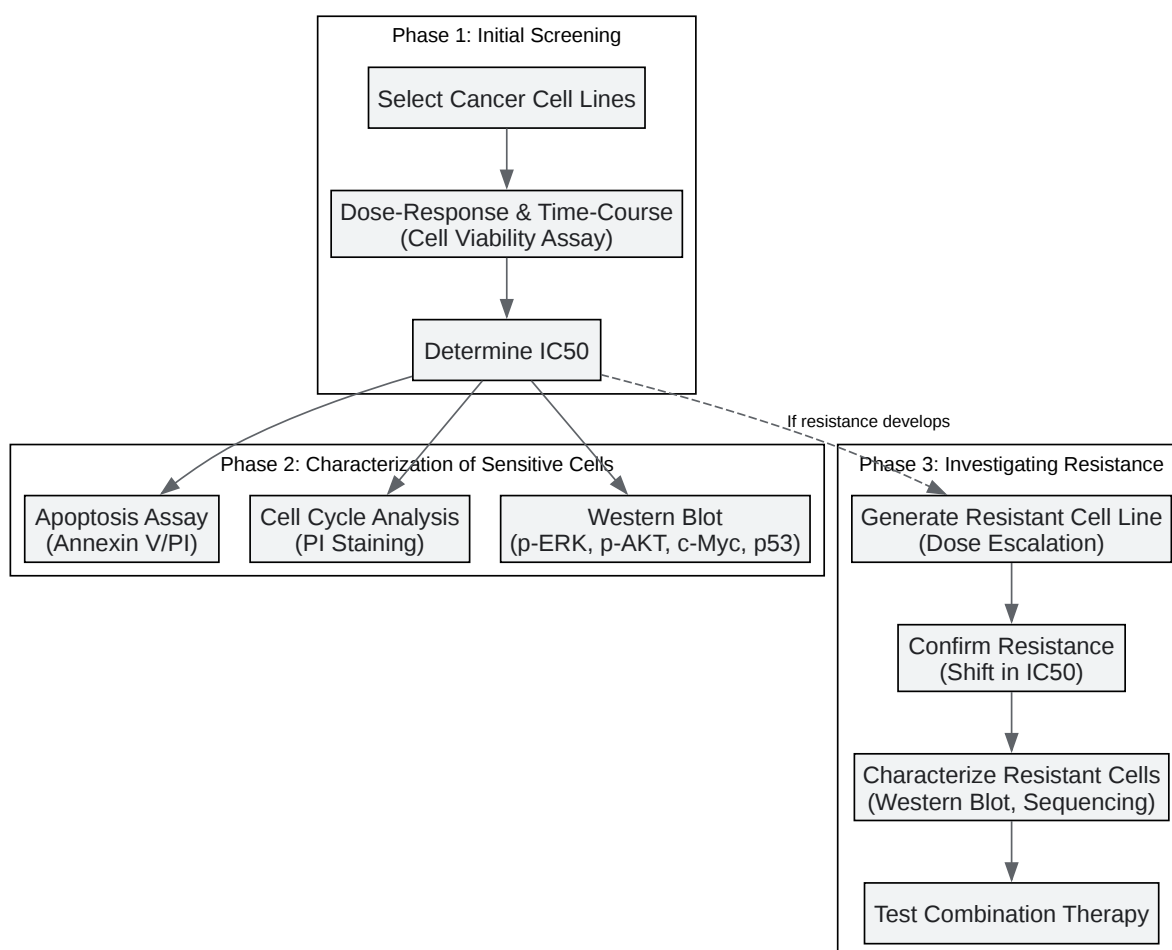 Phase 1: Initial Screening
Select Cancer Cell Lines
Dose-Response & Time-Course
(Cell Viability Assay)
Determine IC50
If resistance develops
Phase 2: Characterization of Sensitive Cells
Apoptosis Assay
(Annexin V/PI)
Cell Cycle Analysis
(PI Staining)
Western Blot
(p-ERK, p-AKT, c-Myc, p53)
Phase 3: Investigating Resistance
Generate Resistant Cell Line
(Dose Escalation)
Confirm Resistance
(Shift in IC50)
Characterize Resistant Cells
(Western Blot, Sequencing)
Test Combination Therapy